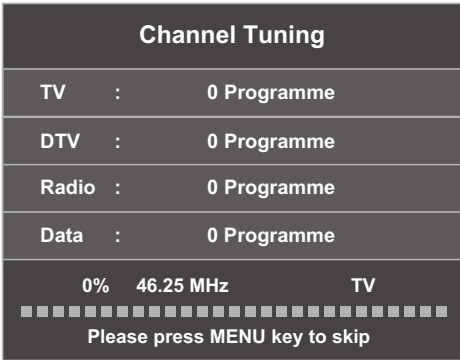 Channel Tuning
TV : 0 Programme
DTV : 0 Programme
Radio : 0 Programme
Data : 0 Programme
0% 46.25 MHz TV
Please press MENU key to skip